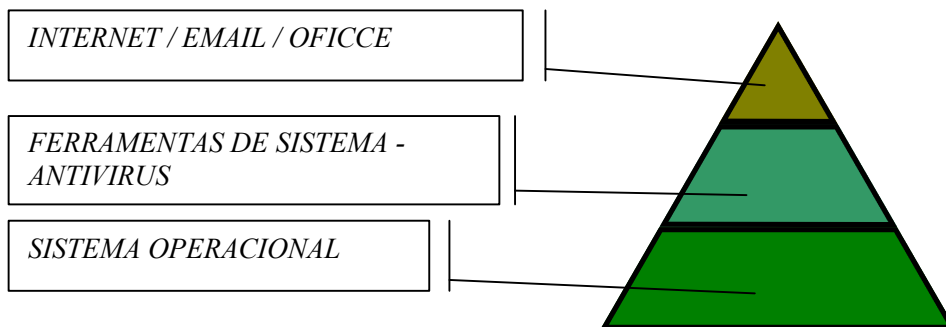 INTERNET / EMAIL / OFICCE
FERRAMENTAS DE SISTEMA -
ANTIVIRUS
SISTEMA OPERACIONAL